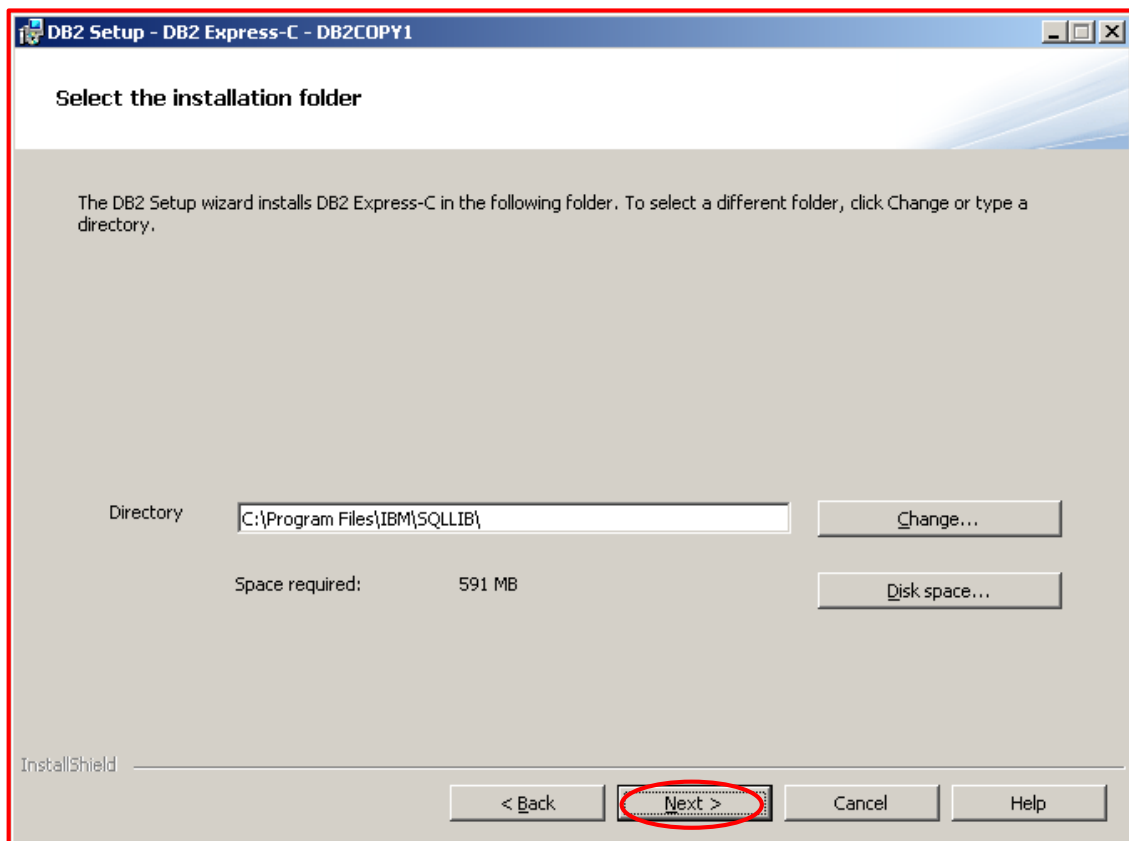 DB2 Setup - DB2 Express-C - DB2COPY1
Select the installation folder
The DB2 Setup wizard installs DB2 Express-C in the following folder. To select a different folder, click Change or type a
directory.
Directory
C:\Program Files\IBM\SQLLIB\
Change...
Space required:
591 MB
Disk space...
InstallShield
< Back
Next >
Cancel
Help